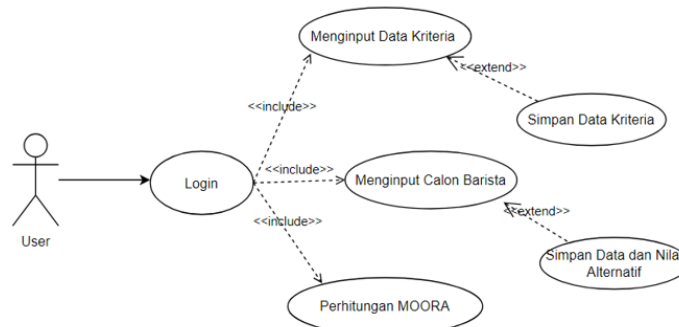 Menginput Data Kriteria
<<extend>>
<<include>>
Simpan Data Kriteria
<<include>>
Login
Menginput Calon Barista
<<include>>
<<extend>>
User
Simpan Data dan Nila
Alternatif
Perhitungan MOORA